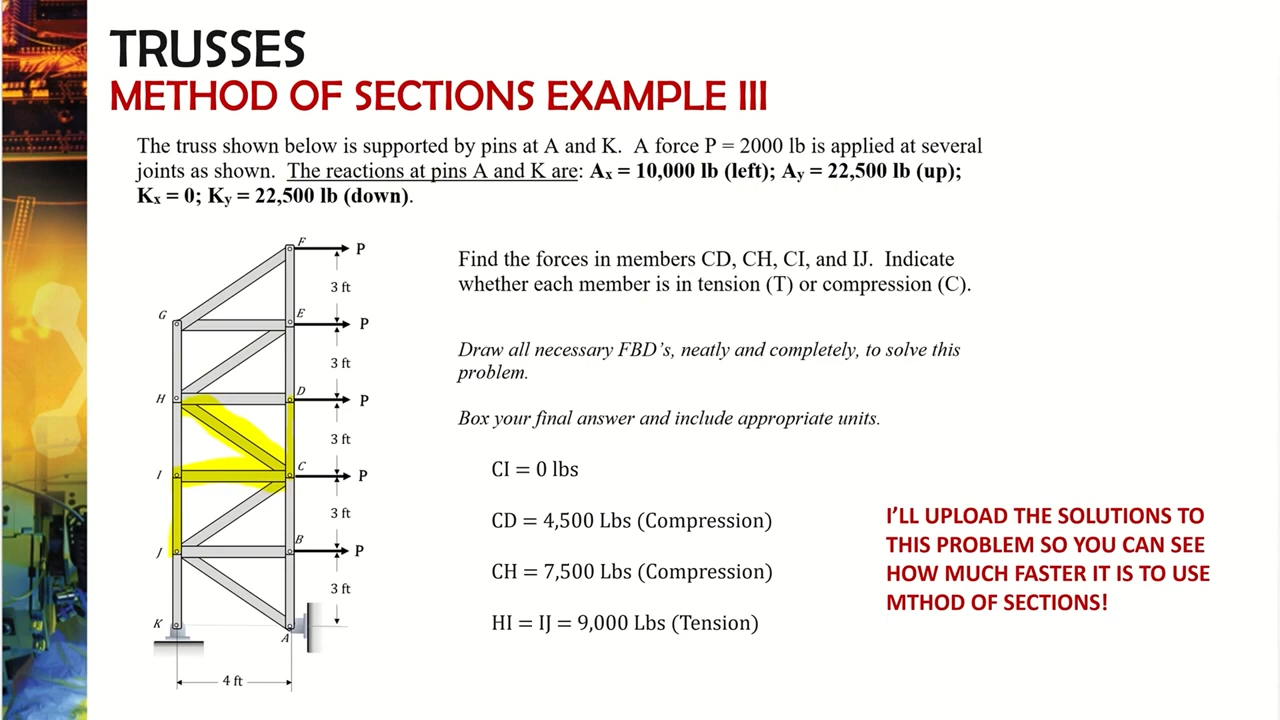 TRUSSES
METHOD OF SECTIONS EXAMPLE III
The truss shown below is supported by pins at A and K. A force P = 2000 lb is applied at several
joints as shown. The reactions at pins A and K are: Ax = 10,000 lb (left); Ay = 22,500 lb (up);
Kx = 0; Ky = 22,500 lb (down).
F
P
3 ft
G
E
P
3 ft
H
D
P
3 ft
I
C
P
3 ft
J
B
P
3 ft
K
A
4 ft
Find the forces in members CD, CH, CI, and IJ. Indicate
whether each member is in tension (T) or compression (C).
Draw all necessary FBD’s, neatly and completely, to solve this
problem.
Box your final answer and include appropriate units.
CI = 0 lbs
CD = 4,500 Lbs (Compression)
CH = 7,500 Lbs (Compression)
HI = IJ = 9,000 Lbs (Tension)
I’LL UPLOAD THE SOLUTIONS TO
THIS PROBLEM SO YOU CAN SEE
HOW MUCH FASTER IT IS TO USE
MTHOD OF SECTIONS!